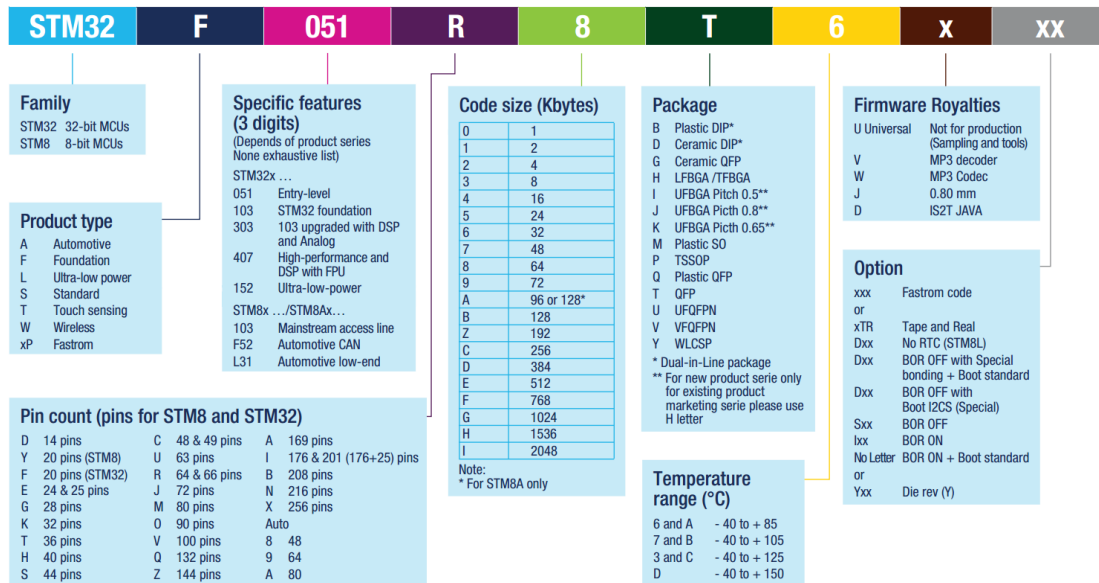 STM32 F 051 R 8 T 6 x xx
Family
STM32 32-bit MCUs
STM8 8-bit MCUs
Product type
A Automotive
F Foundation
L Ultra-low power
S Standard
T Touch sensing
W Wireless
xP Fastrom
Specific features
(3 digits)
(Depends of product series
None exhaustive list)
STM32x ...
051 Entry-level
103 STM32 foundation
303 103 upgraded with DSP
and Analog
407 High-performance and
DSP with FPU
152 Ultra-low-power
STM8x .../STM8Ax...
103 Mainstream access line
F52 Automotive CAN
L31 Automotive low-end
Pin count (pins for STM8 and STM32)
D 14 pins C 48 & 49 pins A 169 pins
Y 20 pins (STM8) U 63 pins I 176 & 201 (176+25) pins
F 20 pins (STM32) R 64 & 66 pins B 208 pins
E 24 & 25 pins J 72 pins N 216 pins
G 28 pins M 80 pins X 256 pins
K 32 pins O 90 pins Auto
T 36 pins V 100 pins 8 48
H 40 pins Q 132 pins 9 64
S 44 pins Z 144 pins A 80
Code size (Kbytes)
0 1
1 2
2 4
3 8
4 16
5 24
6 32
7 48
8 64
9 72
A 96 or 128*
B 128
Z 192
C 256
D 384
E 512
F 768
G 1024
H 1536
I 2048
Note:
* For STM8A only
Package
B Plastic DIP*
D Ceramic DIP*
G Ceramic QFP
H LFBGA /TFBGA
I UFBGA Pitch 0.5**
J UFBGA Picth 0.8**
K UFBGA Picth 0.65**
M Plastic SO
P TSSOP
Q Plastic QFP
T QFP
U UFQFPN
V VFQFPN
Y WLCSP
* Dual-in-Line package
** For new product serie only
for existing product
marketing serie please use
H letter
Temperature
range (°C)
6 and A - 40 to + 85
7 and B - 40 to + 105
3 and C - 40 to + 125
D - 40 to + 150
Firmware Royalties
U Universal Not for production
(Sampling and tools)
V MP3 decoder
W MP3 Codec
J 0.80 mm
D IS2T JAVA
Option
xxx Fastrom code
or
xTR Tape and Real
Dxx No RTC (STM8L)
Dxx BOR OFF with Special
bonding + Boot standard
Dxx BOR OFF with
Boot I2CS (Special)
Sxx BOR OFF
Ixx BOR ON
No Letter BOR ON + Boot standard
or
Yxx Die rev (Y)